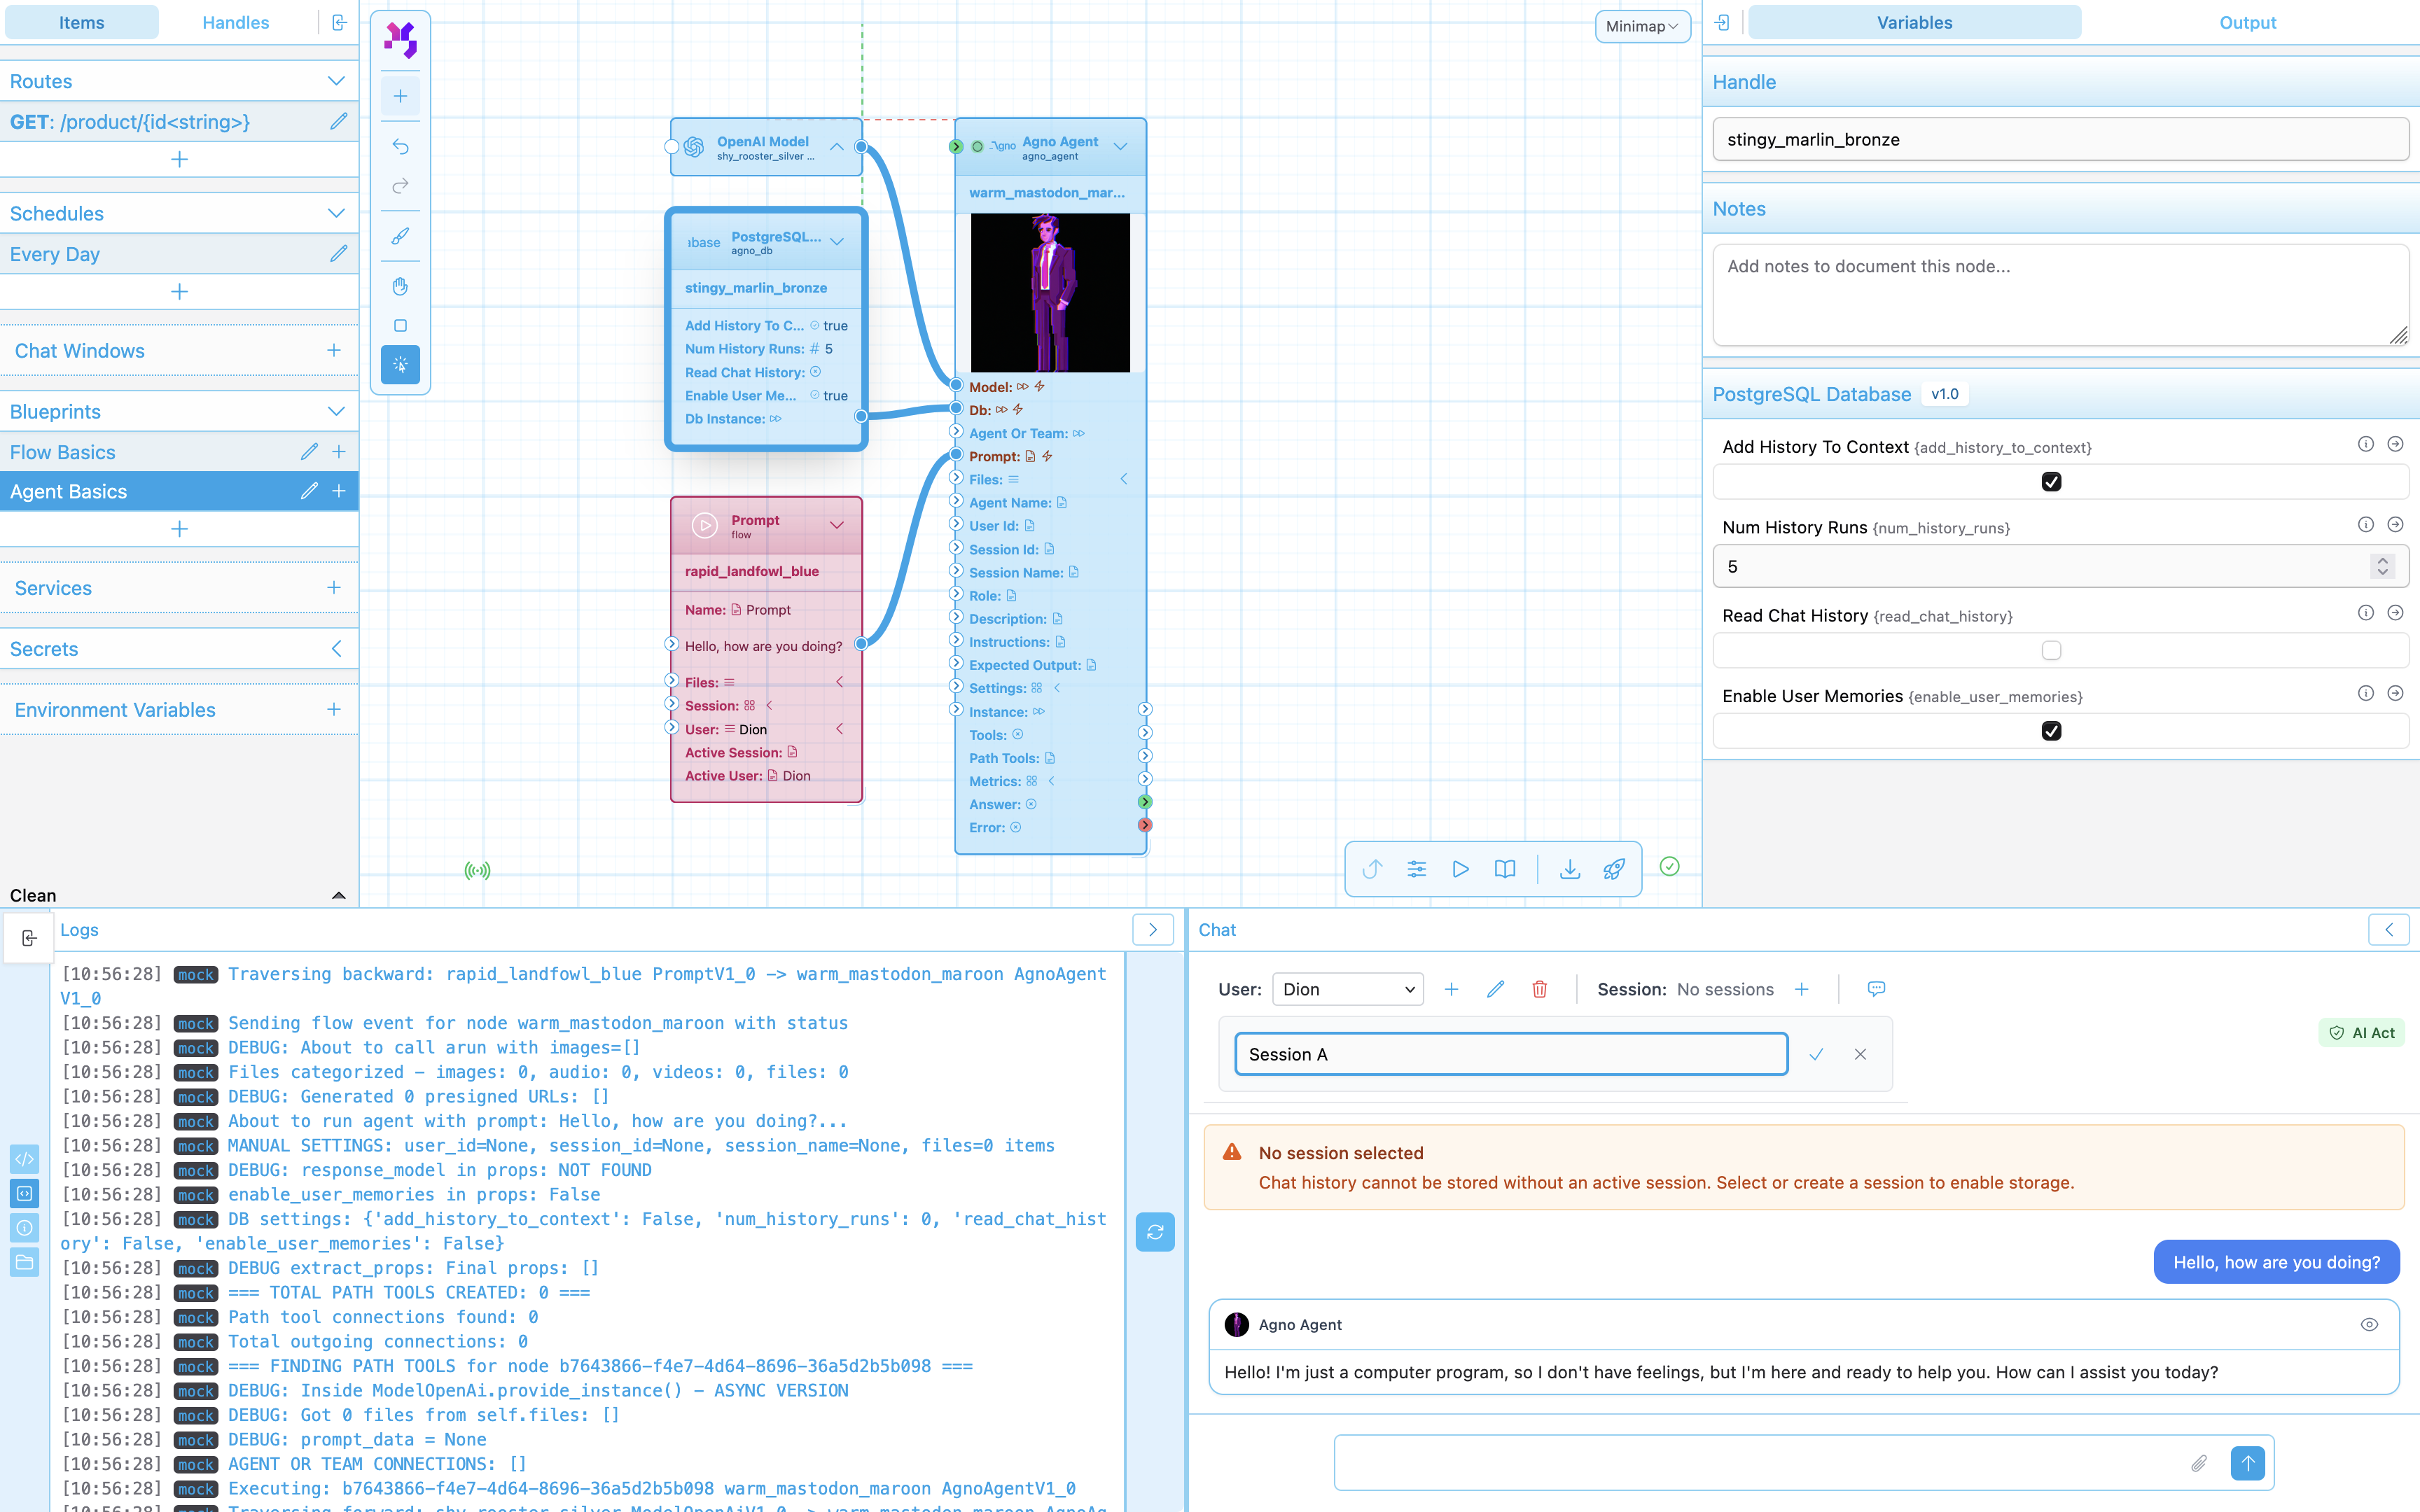 Items
Handles
Routes
GET: /product/{id<string>}
Schedules
Every Day
Chat Windows
Blueprints
Flow Basics
Agent Basics
Services
Secrets
Environment Variables
Clean
Minimap
OpenAI Model
shy_rooster_silver ...
Agno Agent
agno_agent
warm_mastodon_mar...
PostgreSQL...
agno_db
stingy_marlin_bronze
Add History To C... true
Num History Runs: # 5
Read Chat History:
Enable User Me... true
Db Instance:
Prompt
flow
rapid_landfowl_blue
Name: Prompt
Hello, how are you doing?
Files:
Session:
User: Dion
Active Session:
Active User: Dion
Model:
Db:
Agent Or Team:
Prompt:
Files:
Agent Name:
User Id:
Session Id:
Session Name:
Role:
Description:
Instructions:
Expected Output:
Settings:
Instance:
Tools:
Path Tools:
Metrics:
Answer:
Error:
Variables
Output
Handle
stingy_marlin_bronze
Notes
Add notes to document this node...
PostgreSQL Database v1.0
Add History To Context {add_history_to_context}
Num History Runs {num_history_runs}
5
Read Chat History {read_chat_history}
Enable User Memories {enable_user_memories}
Logs
[10:56:28] mock Traversing backward: rapid_landfowl_blue PromptV1_0 -> warm_mastodon_maroon AgnoAgent
V1_0
[10:56:28] mock Sending flow event for node warm_mastodon_maroon with status
[10:56:28] mock DEBUG: About to call arun with images=[]
[10:56:28] mock Files categorized - images: 0, audio: 0, videos: 0, files: 0
[10:56:28] mock DEBUG: Generated 0 presigned URLs: []
[10:56:28] mock About to run agent with prompt: Hello, how are you doing?...
[10:56:28] mock MANUAL SETTINGS: user_id=None, session_id=None, session_name=None, files=0 items
[10:56:28] mock DEBUG: response_model in props: NOT FOUND
[10:56:28] mock enable_user_memories in props: False
[10:56:28] mock DB settings: {'add_history_to_context': False, 'num_history_runs': 0, 'read_chat_hist
ory': False, 'enable_user_memories': False}
[10:56:28] mock DEBUG extract_props: Final props: []
[10:56:28] mock === TOTAL PATH TOOLS CREATED: 0 ===
[10:56:28] mock Path tool connections found: 0
[10:56:28] mock Total outgoing connections: 0
[10:56:28] mock === FINDING PATH TOOLS for node b7643866-f4e7-4d64-8696-36a5d2b5b098 ===
[10:56:28] mock DEBUG: Inside ModelOpenAi.provide_instance() - ASYNC VERSION
[10:56:28] mock DEBUG: Got 0 files from self.files: []
[10:56:28] mock DEBUG: prompt_data = None
[10:56:28] mock AGENT OR TEAM CONNECTIONS: []
[10:56:28] mock Executing: b7643866-f4e7-4d64-8696-36a5d2b5b098 warm_mastodon_maroon AgnoAgentV1_0
Chat
User: Dion
Session: No sessions
Session A
AI Act
No session selected
Chat history cannot be stored without an active session. Select or create a session to enable storage.
Hello, how are you doing?
Agno Agent
Hello! I'm just a computer program, so I don't have feelings, but I'm here and ready to help you. How can I assist you today?